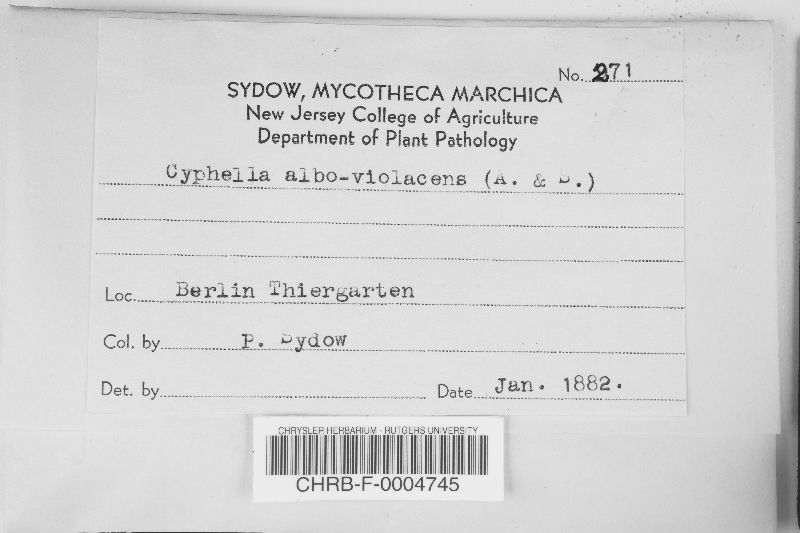 No. 271
SYDOW, MYCOTHECA MARCHICA
New Jersey College of Agriculture
Department of Plant Pathology
Cyphella albo-violacens (A. & S.)
Loc. Berlin Thiergarten
Col. by P. Sydow
Det. by
Date Jan. 1882.
CHRYSLER HERBARIUM - RUTGERS UNIVERSITY
CHRB-F-0004745